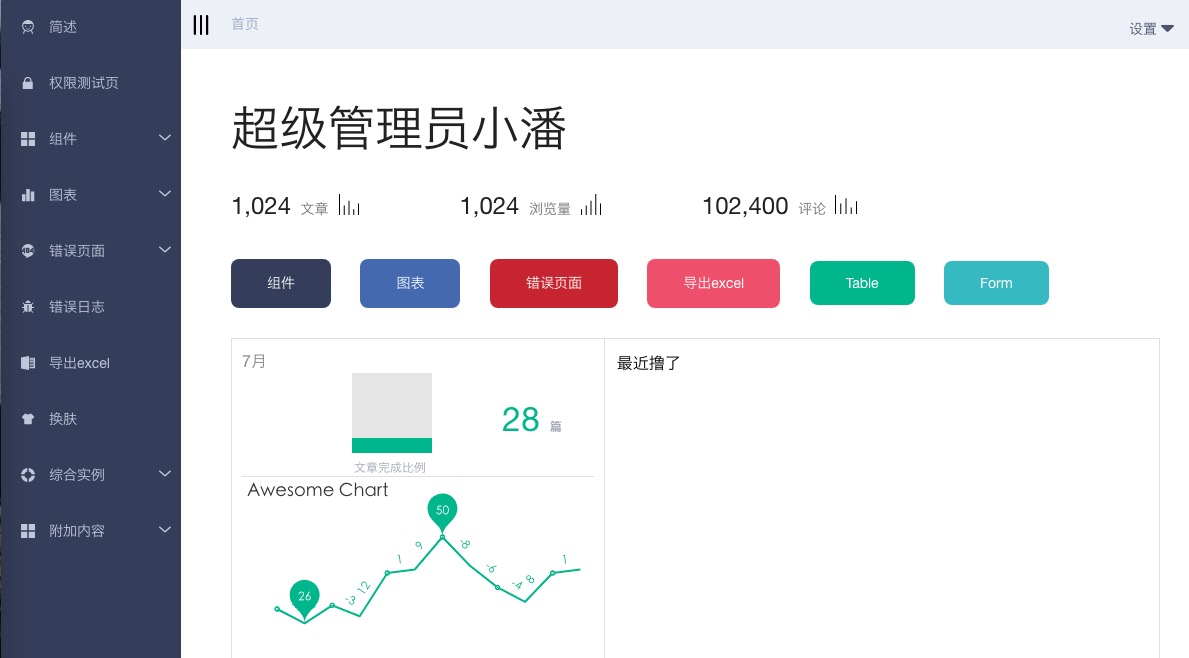 简述
权限测试页
组件
图表
404
错误页面
错误日志
导出excel
换肤
综合实例
附加内容
首页
设置
超级管理员小潘
1,024 文章
1,024 浏览量
102,400 评论
组件
图表
错误页面
导出excel
Table
Form
7月
28 篇
文章完成比例
Awesome Chart
26
-3
12
1
9
50
-8
-6
-4
8
1
最近撸了